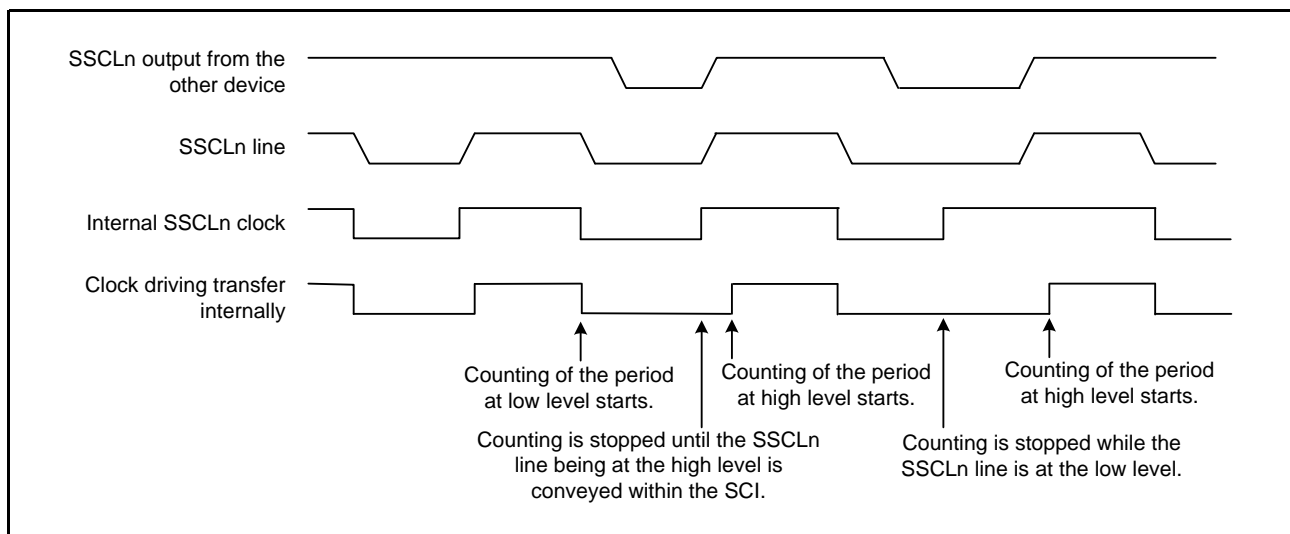 SSCLn output from the
other device
SSCLn line
Internal SSCLn clock
Clock driving transfer
internally
Counting of the period
at low level starts.
Counting of the period
at high level starts.
Counting of the period
at high level starts.
Counting is stopped until the SSCLn
line being at the high level is
conveyed within the SCI.
Counting is stopped while the
SSCLn line is at the low level.